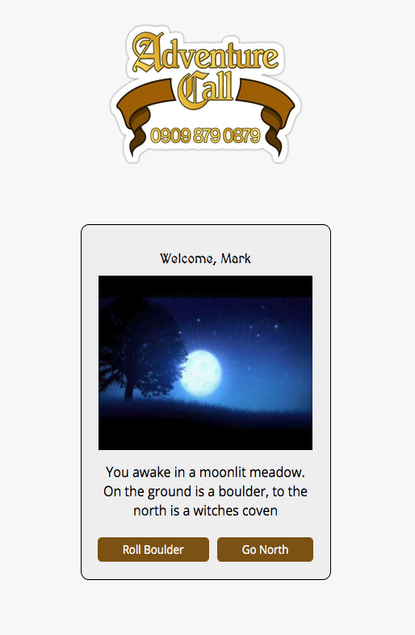 Adventure
Call
0909 879 0879
Welcome, Mark
You awake in a moonlit meadow.
On the ground is a boulder, to the
north is a witches coven
Roll Boulder
Go North